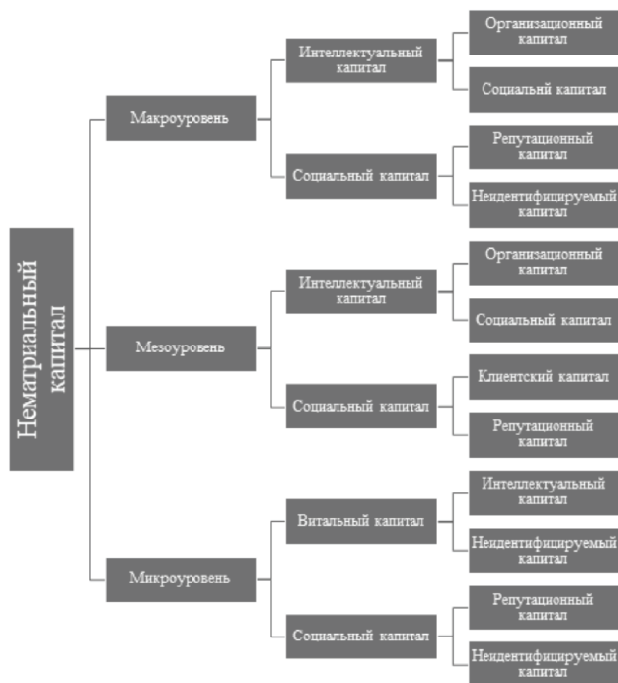 Нематриальный
капитал
Макроуровень
Интеллектуальный
капитал
Организационный
капитал
Социальнй капитал
Социальный капитал
Репутационный
капитал
Неидентифицируемый
капитал
Мезоуровень
Интеллектуальный
капитал
Организационный
капитал
Социальный капитал
Социальный капитал
Клиентский капитал
Репутационный
капитал
Микроуровень
Витальный капитал
Интеллектуальный
капитал
Неидентифицируемый
капитал
Социальный капитал
Репутационный
капитал
Неидентифицируемый
капитал